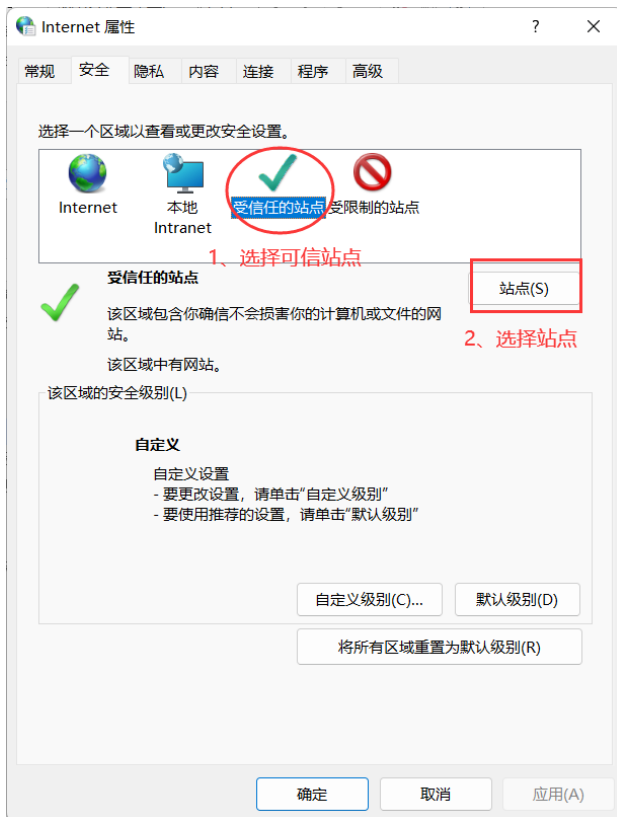 Internet 属性
?
常规 安全 隐私 内容 连接 程序 高级
选择一个区域以查看或更改安全设置。
Internet
本地
Intranet
受信任的站点
受限制的站点
1、选择可信站点
受信任的站点
站点(S)
该区域包含你确信不会损害你的计算机或文件的网
站。
2、选择站点
该区域中有网站。
该区域的安全级别(L)
自定义
自定义设置
- 要更改设置，请单击“自定义级别”
- 要使用推荐的设置，请单击“默认级别”
自定义级别(C)...
默认级别(D)
将所有区域重置为默认级别(R)
确定
取消
应用(A)